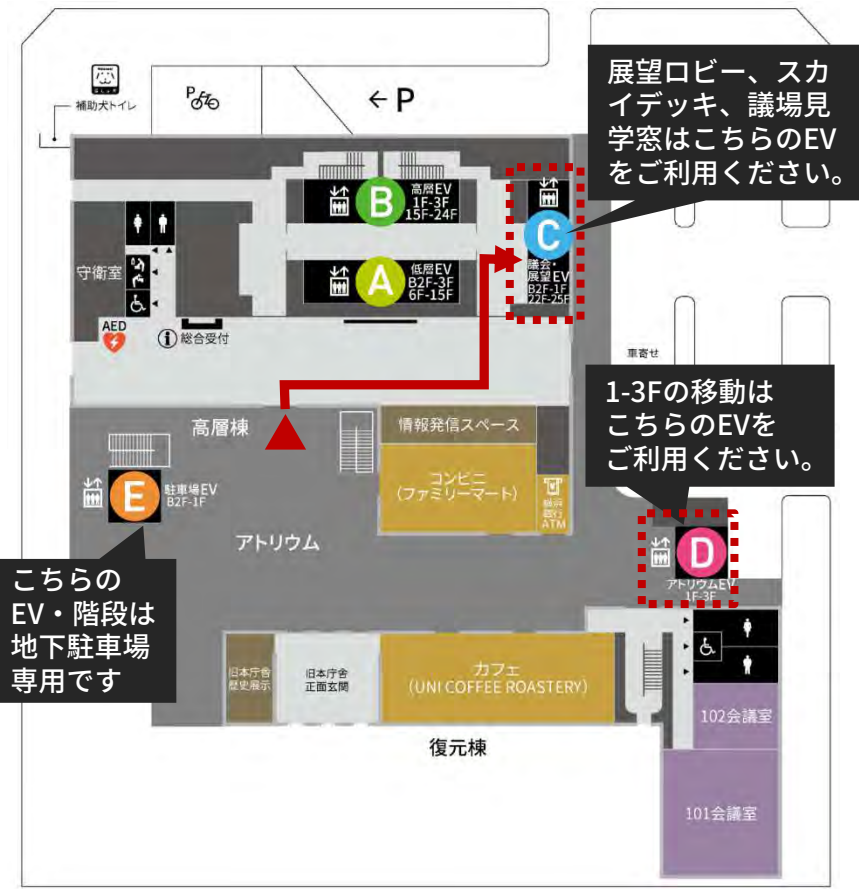 補助犬トイレ
P
← P
展望ロビー、スカ
イデッキ、議場見
学窓はこちらのEV
をご利用ください。
B
高層EV
1F-3F
15F-24F
C
議会・
展望EV
B2F-1F
22F-25F
A
低層EV
B2F-3F
6F-15F
守衛室
AED
総合受付
車寄せ
1-3Fの移動は
こちらのEVを
ご利用ください。
高層棟
情報発信スペース
コンビニ
(ファミリーマート)
横浜
銀行
ATM
E
駐車場EV
B2F-1F
アトリウム
D
アトリウムEV
1F-3F
こちらの
EV・階段は
地下駐車場
専用です
旧本庁舎
歴史展示
旧本庁舎
正面玄関
カフェ
(UNI COFFEE ROASTERY)
102会議室
復元棟
101会議室